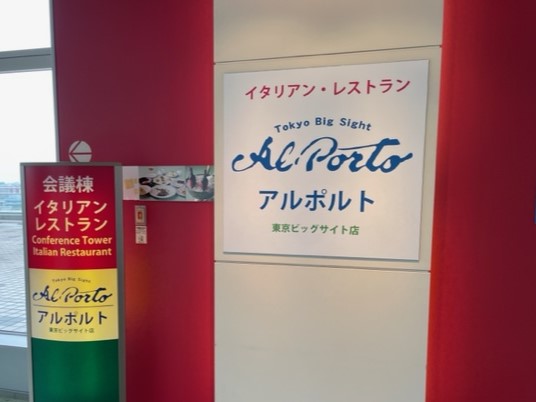 イタリアン・レストラン
Tokyo Big Sight
Al Porto
アルポルト
東京ビッグサイト店
会議棟
イタリアン
レストラン
Conference Tower
Italian Restaurant
Tokyo Big Sight
Al Porto
アルポルト
東京ビッグサイト店